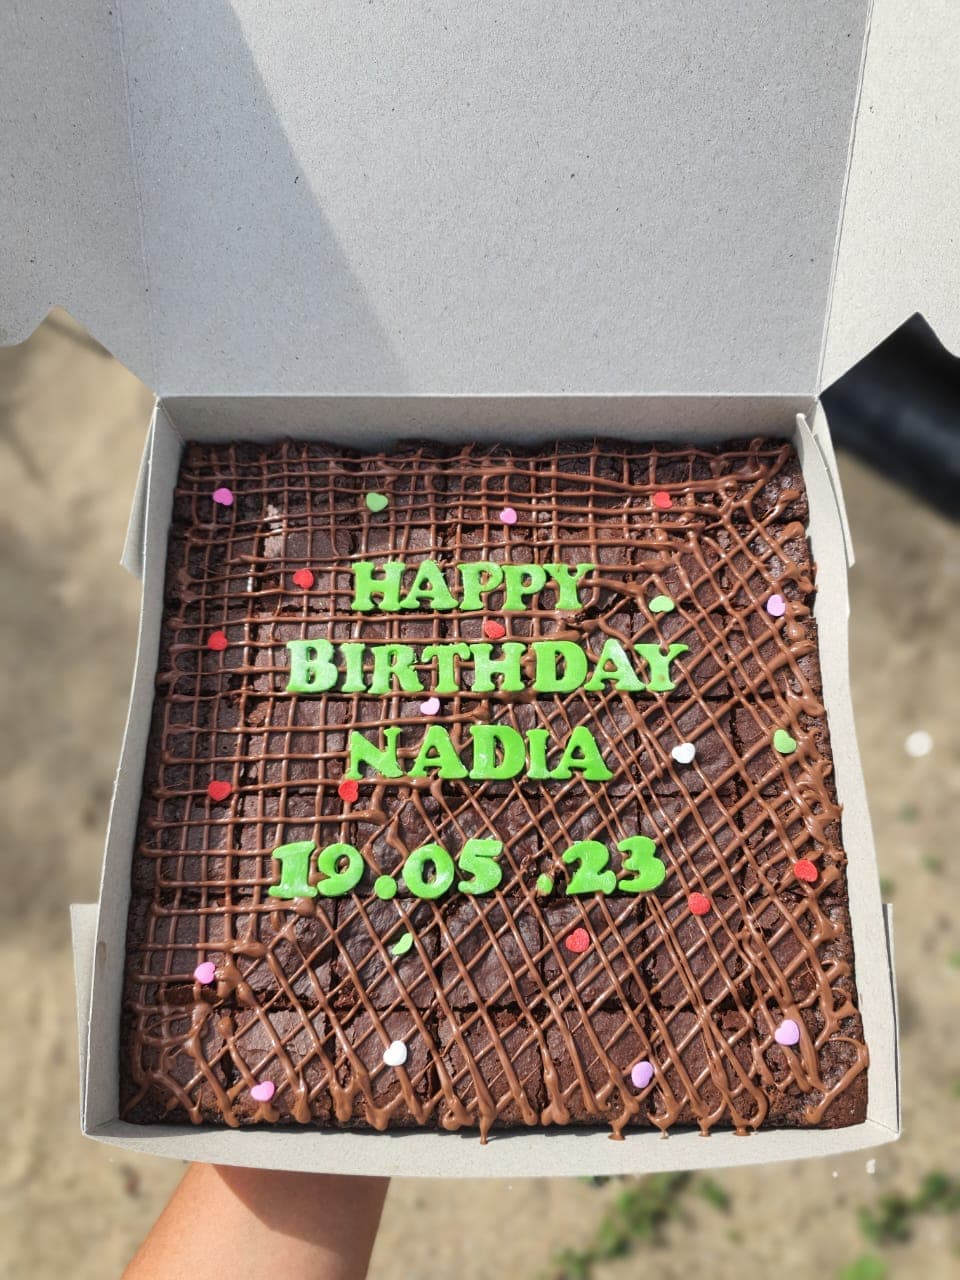 HAPPY
BIRTHDAY
NADIA
19.05.23